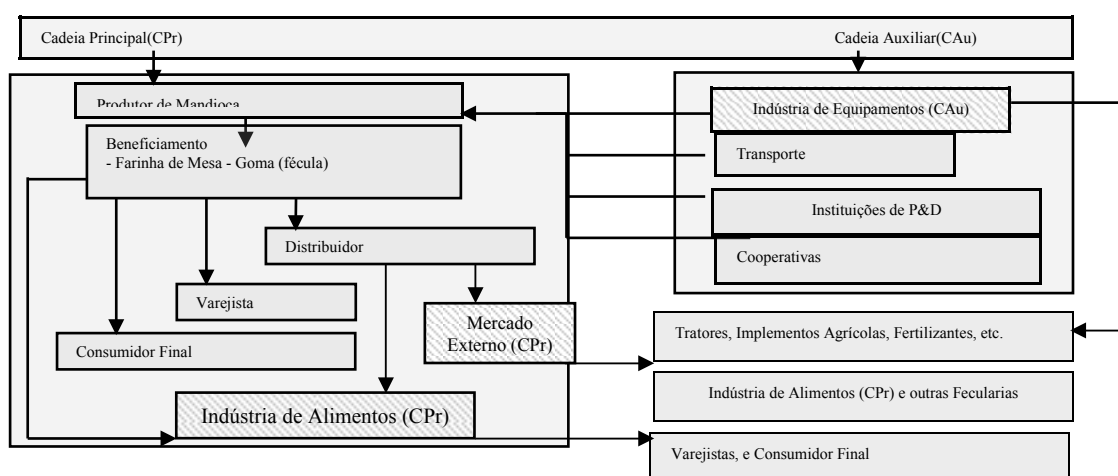 Cadeia Principal(CPr)
Cadeia Auxiliar(CAu)
Produtor de Mandioca
Beneficiamento
- Farinha de Mesa - Goma (fécula)
Distribuidor
Varejista
Mercado
Externo (CPr)
Consumidor Final
Indústria de Alimentos (CPr)
Indústria de Equipamentos (CAu)
Transporte
Instituições de P&D
Cooperativas
Tratores, Implementos Agrícolas, Fertilizantes, etc.
Indústria de Alimentos (CPr) e outras Fecularias
Varejistas, e Consumidor Final